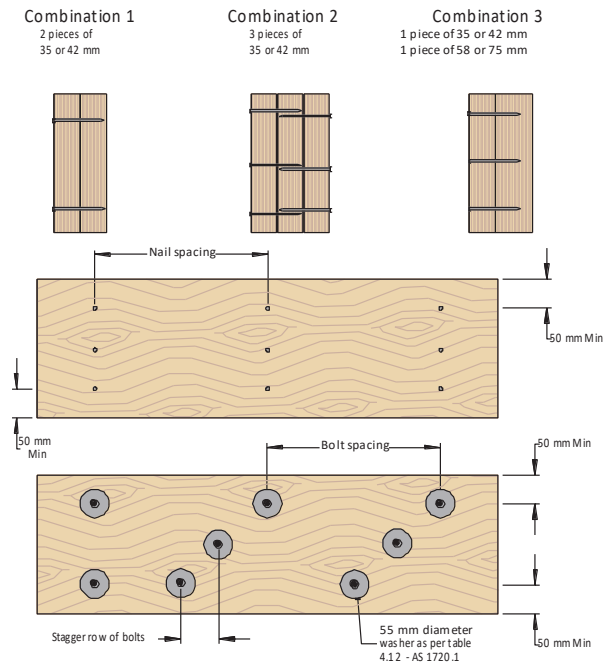 Combination 1
2 pieces of
35 or 42 mm
Combination 2
3 pieces of
35 or 42 mm
Combination 3
1 piece of 35 or 42 mm
1 piece of 58 or 75 mm
Nail spacing
50 mm Min
50 mm
Min
Bolt spacing
50 mm Min
Stagger row of bolts
55 mm diameter
washer as per table
4.12 - AS 1720.1
50 mm Min